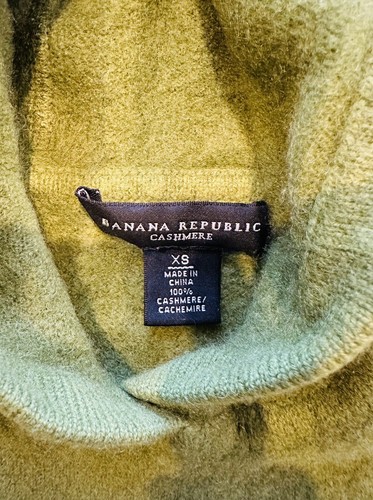 BANANA REPUBLIC
CASHMERE
XS
MADE IN
CHINA
100%
CASHMERE/
CACHEMIRE